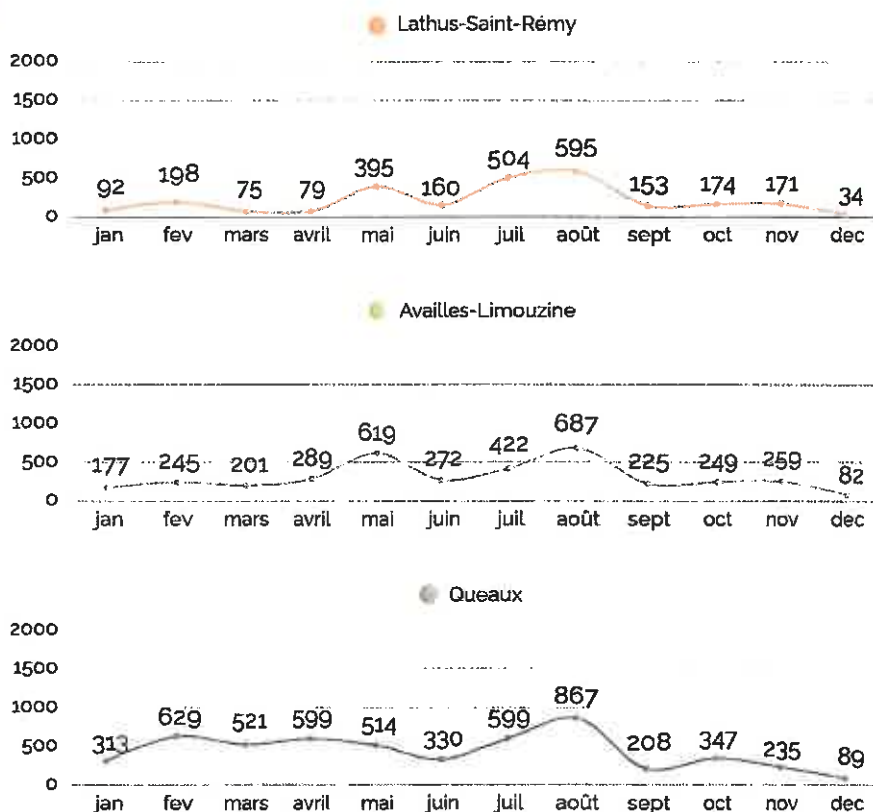 Lathus-Saint-Rémy
2000
1500
1000
500
0
92 198 75 79 395 160 504 595 153 174 171 34
jan fev mars avril mai juin juil août sept oct nov dec
Availles-Limouzine
2000
1500
1000
500
0
177 245 201 289 619 272 422 687 225 249 259 82
jan fev mars avril mai juin juil août sept oct nov dec
Queaux
2000
1500
1000
500
0
313 629 521 599 514 330 599 867 208 347 235 89
jan fev mars avril mai juin juil août sept oct nov dec